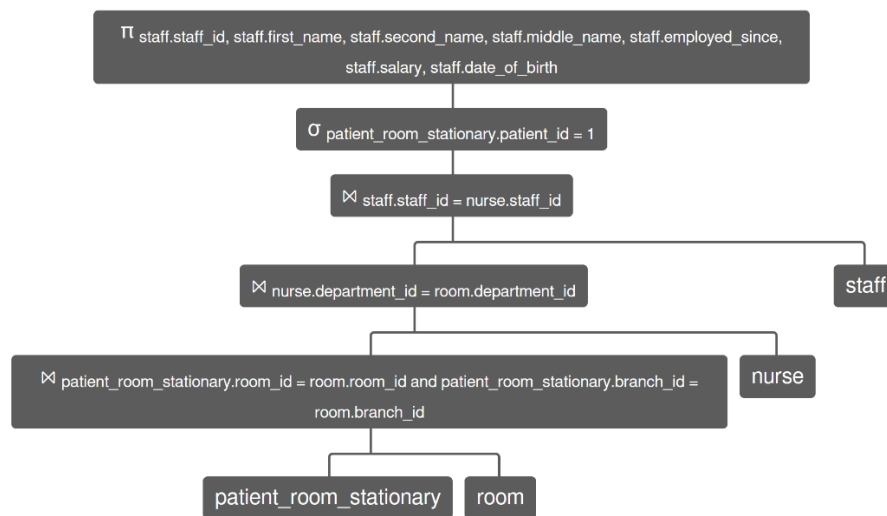 π staff.staff_id, staff.first_name, staff.second_name, staff.middle_name, staff.employed_since,
staff.salary, staff.date_of_birth
σ patient_room_stationary.patient_id = 1
⋈ staff.staff_id = nurse.staff_id
⋈ nurse.department_id = room.department_id
staff
⋈ patient_room_stationary.room_id = room.room_id and patient_room_stationary.branch_id =
room.branch_id
nurse
patient_room_stationary
room